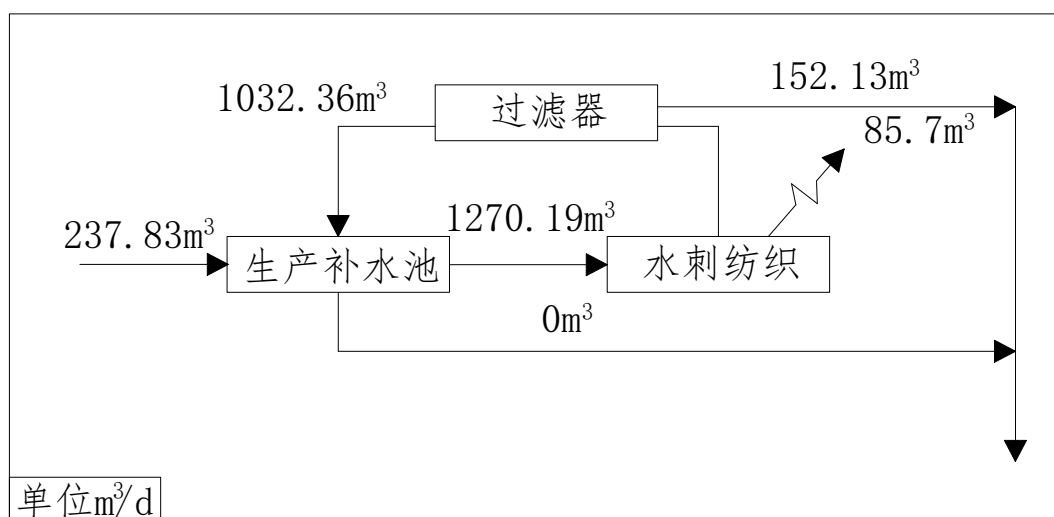 152.13m³
1032.36m³
过滤器
85.7m³
237.83m³
1270.19m³
生产补水池
水刺纺织
0m³
单位m³/d